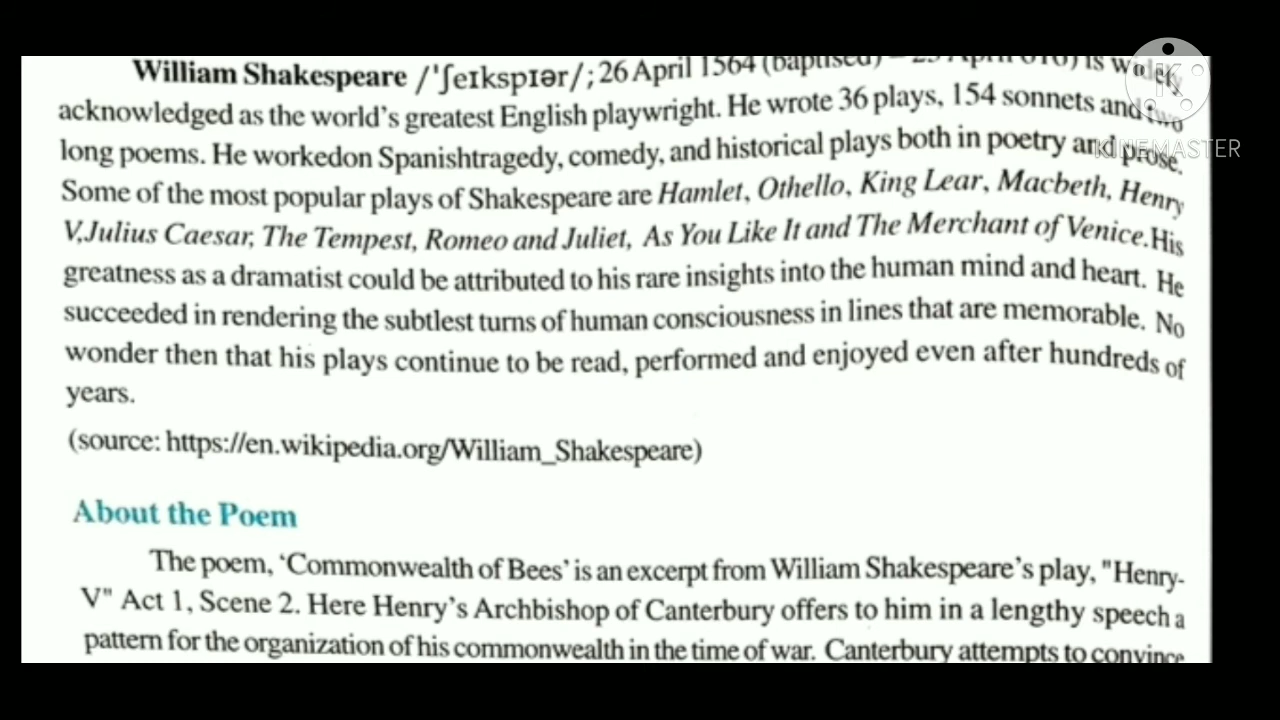 William Shakespeare /ˈʃeɪkspɪər/; 26 April 1564 (baptised) – 23 April 616) is widely
acknowledged as the world's greatest English playwright. He wrote 36 plays, 154 sonnets and two
long poems. He workedon Spanishtragedy, comedy, and historical plays both in poetry and prose.
Some of the most popular plays of Shakespeare are Hamlet, Othello, King Lear, Macbeth, Henry
V,Julius Caesar, The Tempest, Romeo and Juliet, As You Like It and The Merchant of Venice.His
greatness as a dramatist could be attributed to his rare insights into the human mind and heart. He
succeeded in rendering the subtlest turns of human consciousness in lines that are memorable. No
wonder then that his plays continue to be read, performed and enjoyed even after hundreds of
years.
(source: https://en.wikipedia.org/William_Shakespeare)
About the Poem
The poem, 'Commonwealth of Bees' is an excerpt from William Shakespeare's play, "Henry-
V" Act 1, Scene 2. Here Henry's Archbishop of Canterbury offers to him in a lengthy speech a
pattern for the organization of his commonwealth in the time of war. Canterbury attempts to convince
KINEMASTER